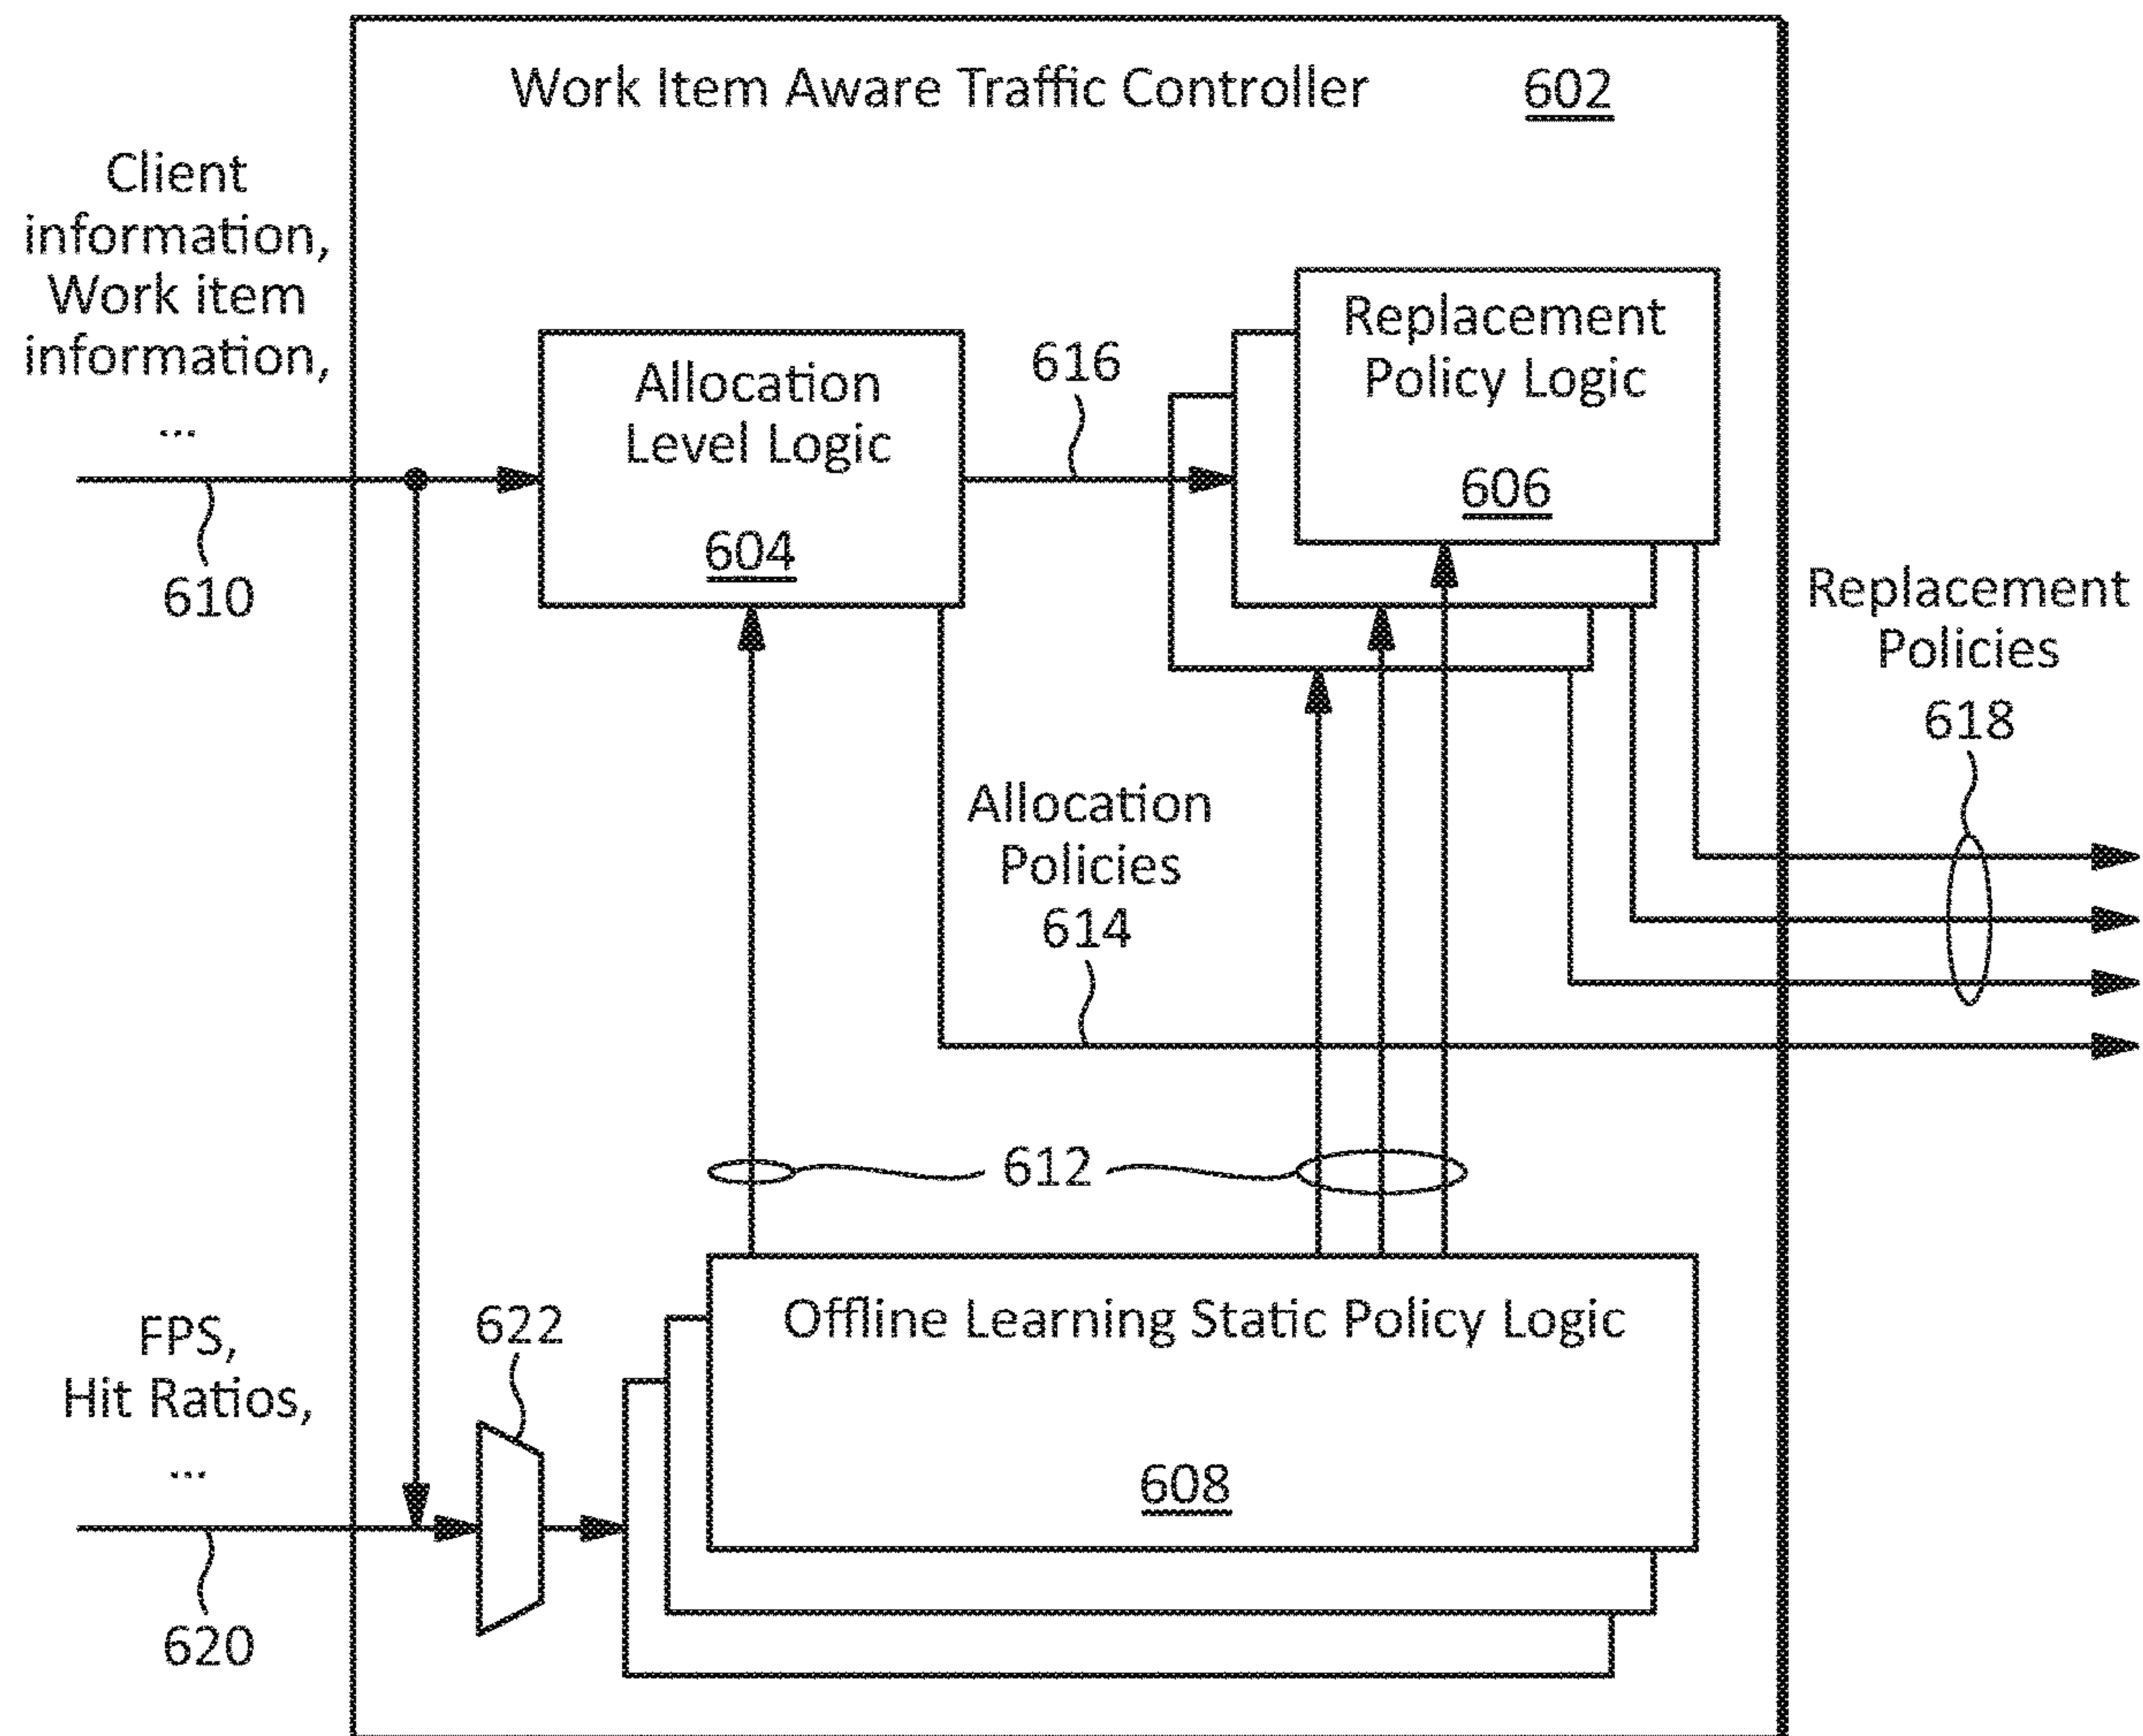 Work Item Aware Traffic Controller 602
Client
information,
Work item
information,
...
610
Allocation
Level Logic
604
616
Replacement
Policy Logic
606
Replacement
Policies
618
Allocation
Policies
614
612
FPS,
Hit Ratios,
...
620
622
Offline Learning Static Policy Logic
608